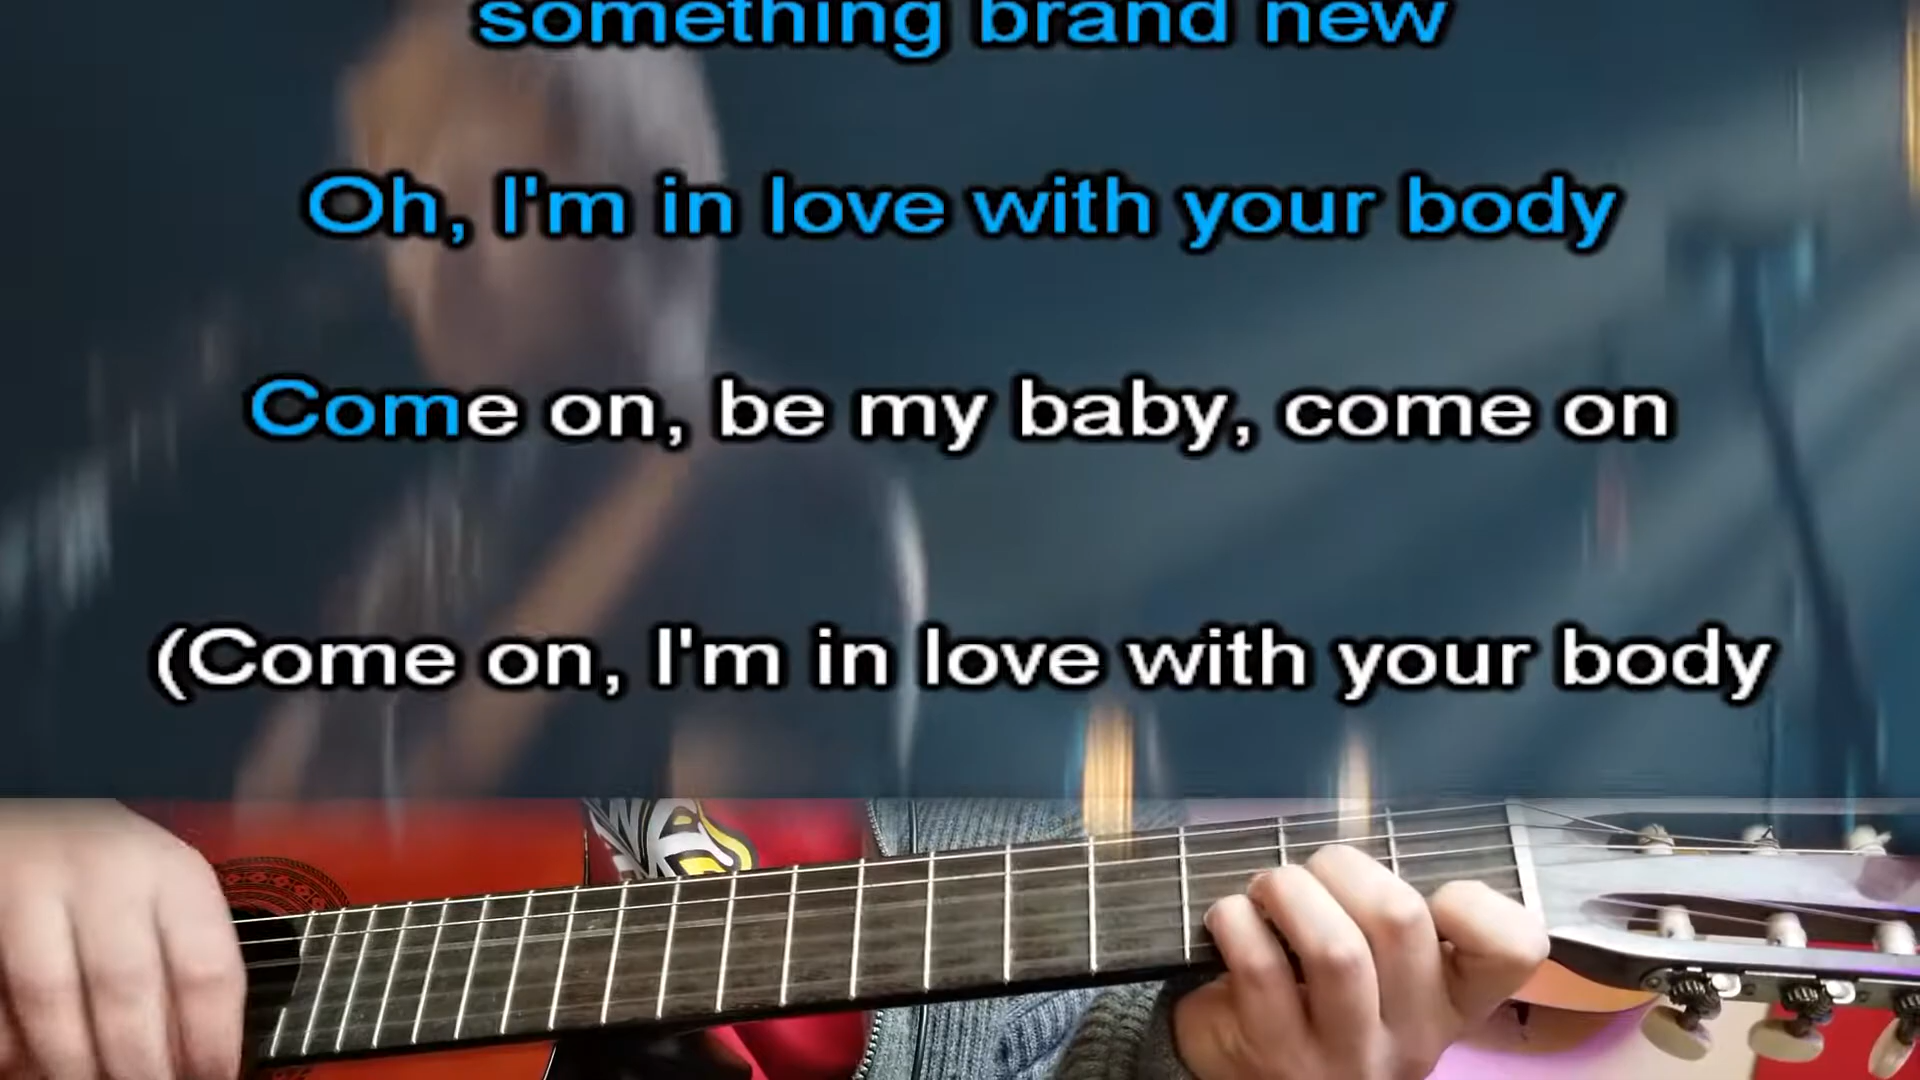 something brand new
Oh, I'm in love with your body
Come on, be my baby, come on
(Come on, I'm in love with your body